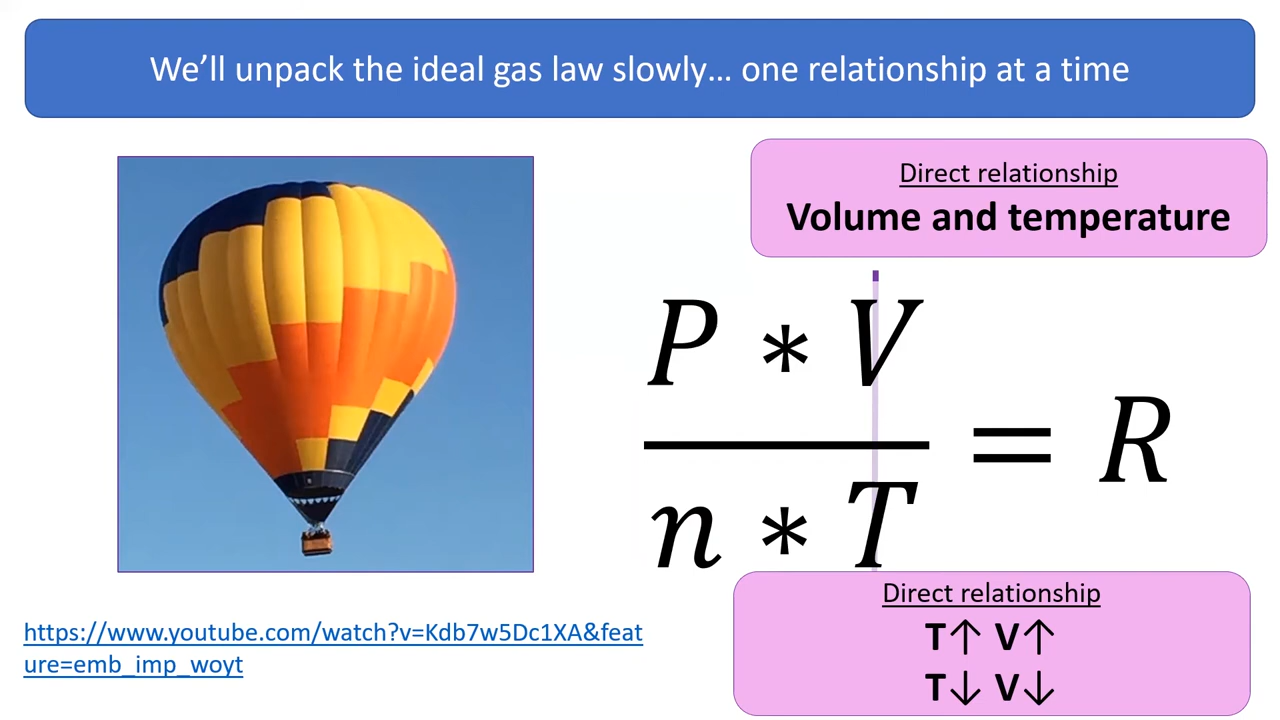 We’ll unpack the ideal gas law slowly… one relationship at a time
Direct relationship
Volume and temperature
P * V
n * T
= R
Direct relationship
T↑ V↑
T↓ V↓
https://www.youtube.com/watch?v=Kdb7w5Dc1XA&feat
ure=emb_imp_woyt